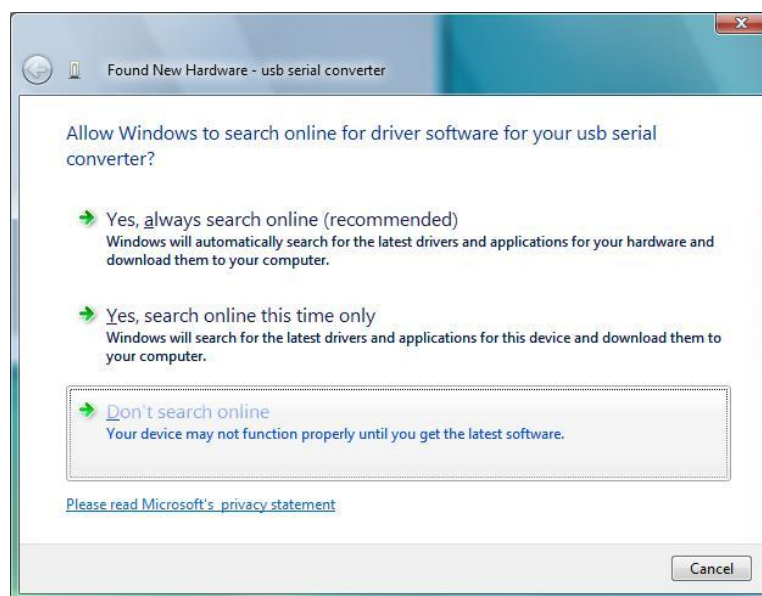 Found New Hardware - usb serial converter
Allow Windows to search online for driver software for your usb serial
converter?
Yes, always search online (recommended)
Windows will automatically search for the latest drivers and applications for your hardware and
download them to your computer.
Yes, search online this time only
Windows will search for the latest drivers and applications for this device and download them to
your computer.
Don't search online
Your device may not function properly until you get the latest software.
Please read Microsoft's privacy statement
Cancel